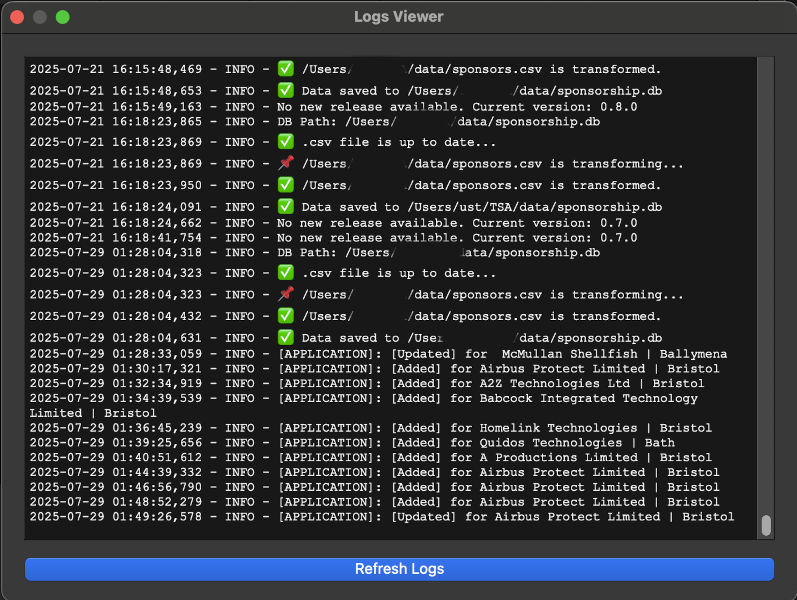 Logs Viewer
2025-07-21 16:15:48,469 - INFO - ✅ /Users/ /data/sponsors.csv is transformed.
2025-07-21 16:15:48,653 - INFO - ✅ Data saved to /Users/ /data/sponsorship.db
2025-07-21 16:15:49,163 - INFO - No new release available. Current version: 0.8.0
2025-07-21 16:18:23,865 - INFO - DB Path: /Users/ /data/sponsorship.db
2025-07-21 16:18:23,869 - INFO - ✅ .csv file is up to date...
2025-07-21 16:18:23,869 - INFO - 📌 /Users/ /data/sponsors.csv is transforming...
2025-07-21 16:18:23,950 - INFO - ✅ /Users/ /data/sponsors.csv is transformed.
2025-07-21 16:18:24,091 - INFO - ✅ Data saved to /Users/ust/TSA/data/sponsorship.db
2025-07-21 16:18:24,662 - INFO - No new release available. Current version: 0.7.0
2025-07-21 16:18:41,754 - INFO - No new release available. Current version: 0.7.0
2025-07-29 01:28:04,318 - INFO - DB Path: /Users/ ata/sponsorship.db
2025-07-29 01:28:04,323 - INFO - ✅ .csv file is up to date...
2025-07-29 01:28:04,323 - INFO - 📌 /Users/ /data/sponsors.csv is transforming...
2025-07-29 01:28:04,432 - INFO - ✅ /Users/ /data/sponsors.csv is transformed.
2025-07-29 01:28:04,631 - INFO - ✅ Data saved to /User /data/sponsorship.db
2025-07-29 01:28:33,059 - INFO - [APPLICATION]: [Updated] for  McMullan Shellfish | Ballymena
2025-07-29 01:30:17,321 - INFO - [APPLICATION]: [Added] for Airbus Protect Limited | Bristol
2025-07-29 01:32:34,919 - INFO - [APPLICATION]: [Added] for A2Z Technologies Ltd | Bristol
2025-07-29 01:34:39,539 - INFO - [APPLICATION]: [Added] for Babcock Integrated Technology
Limited | Bristol
2025-07-29 01:36:45,239 - INFO - [APPLICATION]: [Added] for Homelink Technologies | Bristol
2025-07-29 01:39:25,656 - INFO - [APPLICATION]: [Added] for Quidos Technologies | Bath
2025-07-29 01:40:51,612 - INFO - [APPLICATION]: [Added] for A Productions Limited | Bristol
2025-07-29 01:44:39,332 - INFO - [APPLICATION]: [Added] for Airbus Protect Limited | Bristol
2025-07-29 01:46:56,790 - INFO - [APPLICATION]: [Added] for Airbus Protect Limited | Bristol
2025-07-29 01:48:52,279 - INFO - [APPLICATION]: [Added] for Airbus Protect Limited | Bristol
2025-07-29 01:49:26,578 - INFO - [APPLICATION]: [Updated] for Airbus Protect Limited | Bristol
Refresh Logs